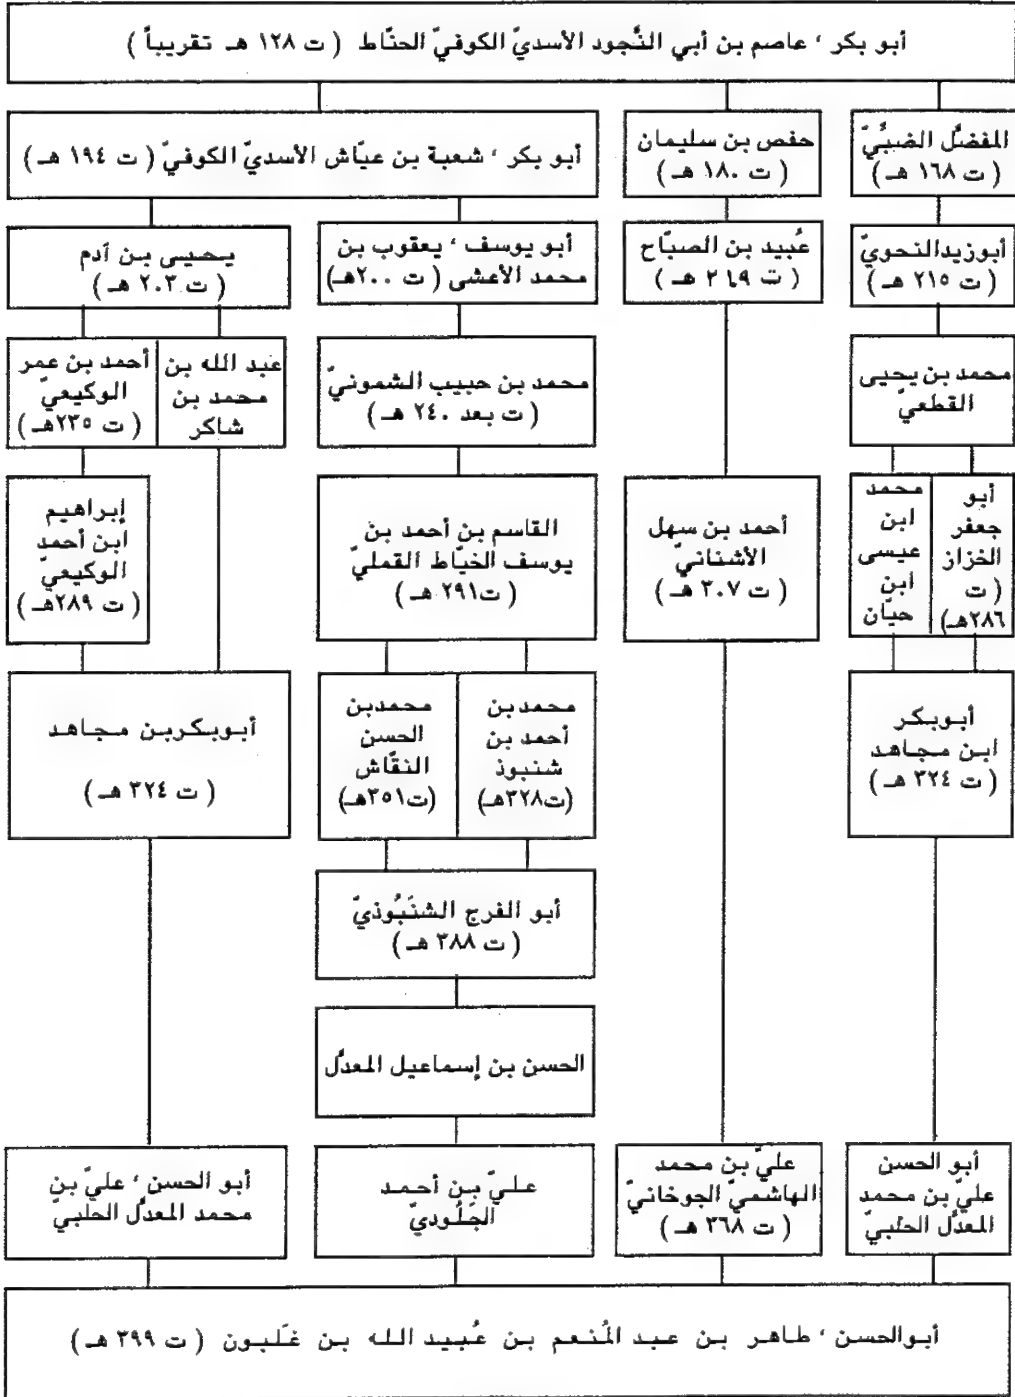 أبو بكر ، عاصم بن أبي النَّجود الأسديّ الكوفيّ الحنّاط ( ت ١٢٨ هـ تقريباً )
المفضَّل الضبِّيّ
( ت ١٦٨ هـ )
حفص بن سليمان
( ت ١٨٠ هـ )
أبو بكر ، شعبة بن عيّاش الأسديّ الكوفيّ ( ت ١٩٤ هـ )
أبوزيدالنحويّ
( ت ٢١٥ هـ )
عُبيد بن الصبّاح
( ت ٢١٩ هـ )
أبو يوسف ، يعقوب بن
محمد الأعشى ( ت ٢٠٠هـ )
يحيى بن آدم
( ت ٢٠٣ هـ )
محمد بن يحيى
القطعيّ
محمد بن حبيب الشمونيّ
( ت بعد ٢٤٠ هـ )
عبد الله بن
محمد بن
شاكر
أحمد بن عمر
الوكيعيّ
( ت ٢٣٥هـ )
أبو
جعفر
الخزاز
( ت
٢٨٦هـ)
محمد
ابن
عيسى
ابن
حيّان
أحمد بن سهل
الأشنانيّ
( ت ٣٠٧ هـ )
القاسم بن أحمد بن
يوسف الخيّاط القمليّ
( ت٢٩١ هـ )
إبراهيم
ابن أحمد
الوكيعيّ
( ت ٢٨٩هـ )
أبوبكر
ابن مجاهد
( ت ٣٢٤ هـ )
محمدبن
أحمد بن
شنبوذ
(ت٣٢٨هـ)
محمدبن
الحسن
النقّاش
(ت٣٥١هـ)
أبوبكربن مجاهد
( ت ٣٢٤ هـ )
أبو الفرج الشنَبُوذيّ
( ت ٣٨٨ هـ )
الحسن بن إسماعيل المعدَّل
أبو الحسن
عليّ بن محمد
المعدَّل الحلبيّ
عليّ بن محمد
الهاشميّ الجوخانيّ
( ت ٣٦٨ هـ )
عليّ بن أحمد
الجَلُوديّ
أبو الحسن ، عليّ بن
محمد المعدَّل الحلبيّ
أبوالحسن ، طاهر بن عبد المُنعم بن عُبيد الله بن غَلبون ( ت ٣٩٩ هـ )